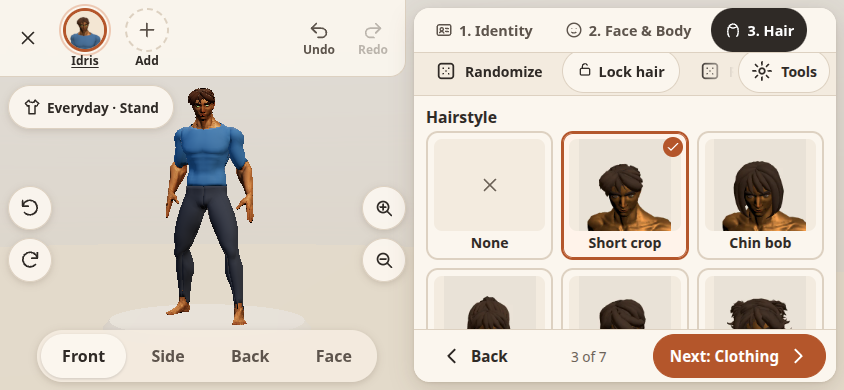 Idris
Add
Undo
Redo
Everyday · Stand
Front
Side
Back
Face
1. Identity
2. Face & Body
3. Hair
Randomize
Lock hair
Tools
Hairstyle
None
Short crop
Chin bob
Back
3 of 7
Next: Clothing